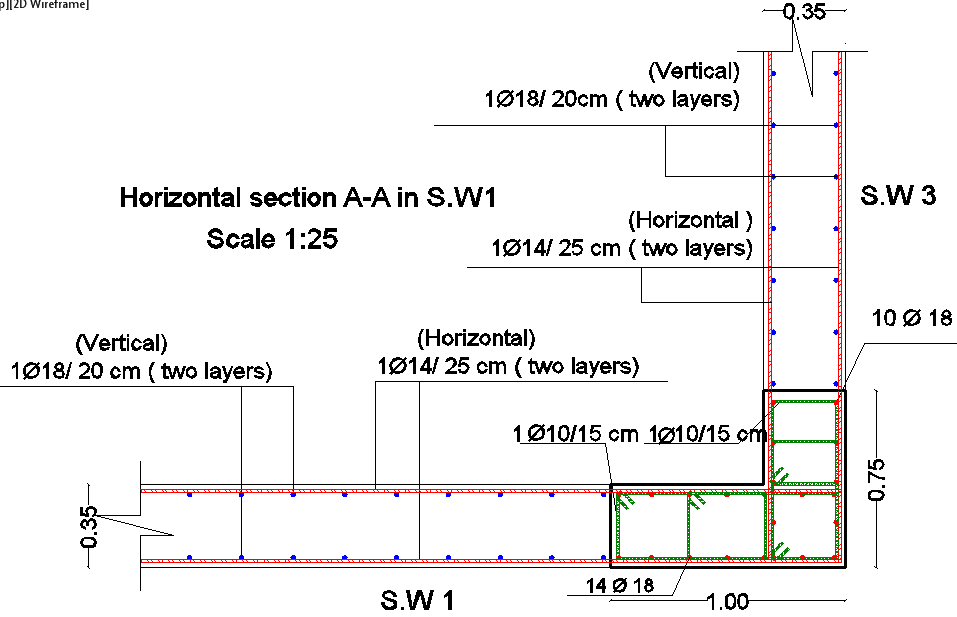 p][2D Wireframe]
0.35
(Vertical)
1Ø18/ 20cm ( two layers)
Horizontal section A-A in S.W1
Scale 1:25
S.W 3
(Horizontal )
1Ø14/ 25 cm ( two layers)
10 Ø 18
(Vertical)
1Ø18/ 20 cm ( two layers)
(Horizontal)
1Ø14/ 25 cm ( two layers)
1 Ø10/15 cm
1Ø10/15 cm
0.75
0.35
14 Ø 18
S.W 1
1.00